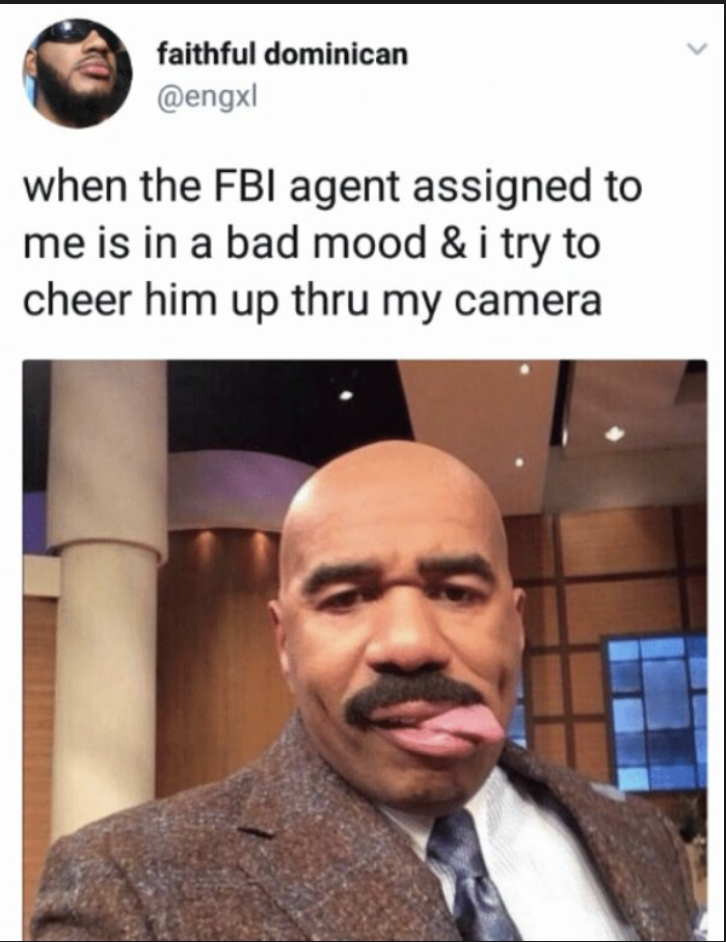 faithful dominican
@engxl
when the FBI agent assigned to
me is in a bad mood & i try to
cheer him up thru my camera